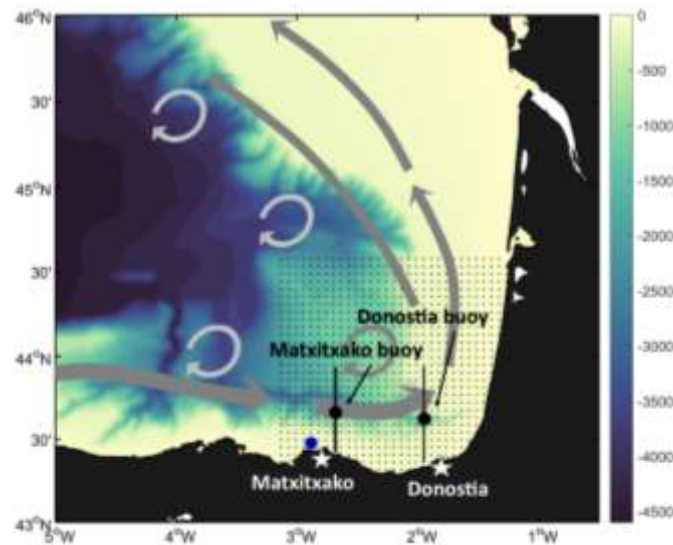 46°N
30'
45°N
30'
44°N
30'
43°N
5°W
4°W
3°W
2°W
1°W
Donostia buoy
Matxitxako buoy
Matxitxako
Donostia
0
-500
-1000
-1500
-2000
-2500
-3000
-3500
-4000
-4500